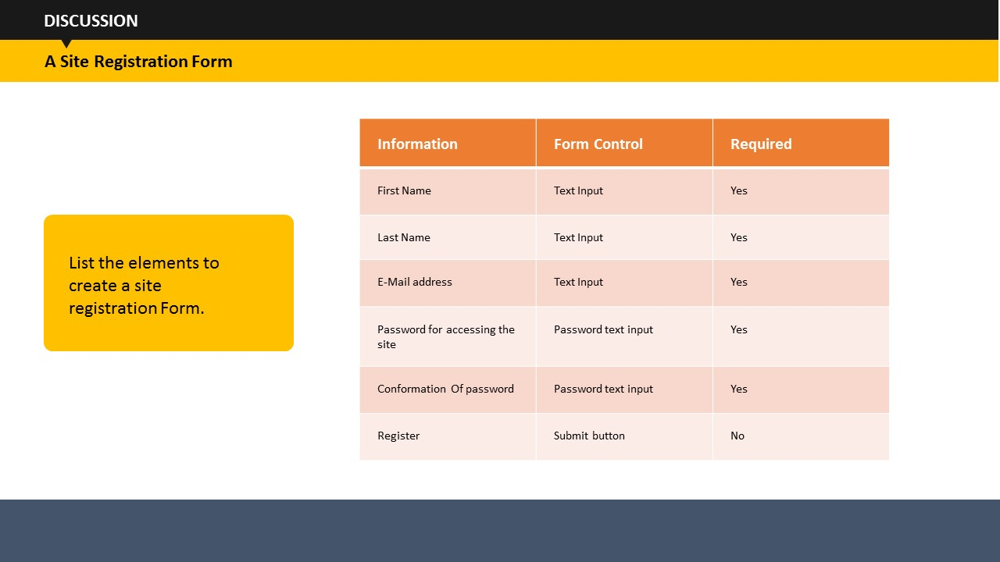 DISCUSSION
A Site Registration Form
List the elements to
create a site
registration Form.
Information Form Control Required
First Name Text Input Yes
Last Name Text Input Yes
E-Mail address Text Input Yes
Password for accessing the Password text input Yes
site
Conformation Of password Password text input Yes
Register Submit button No